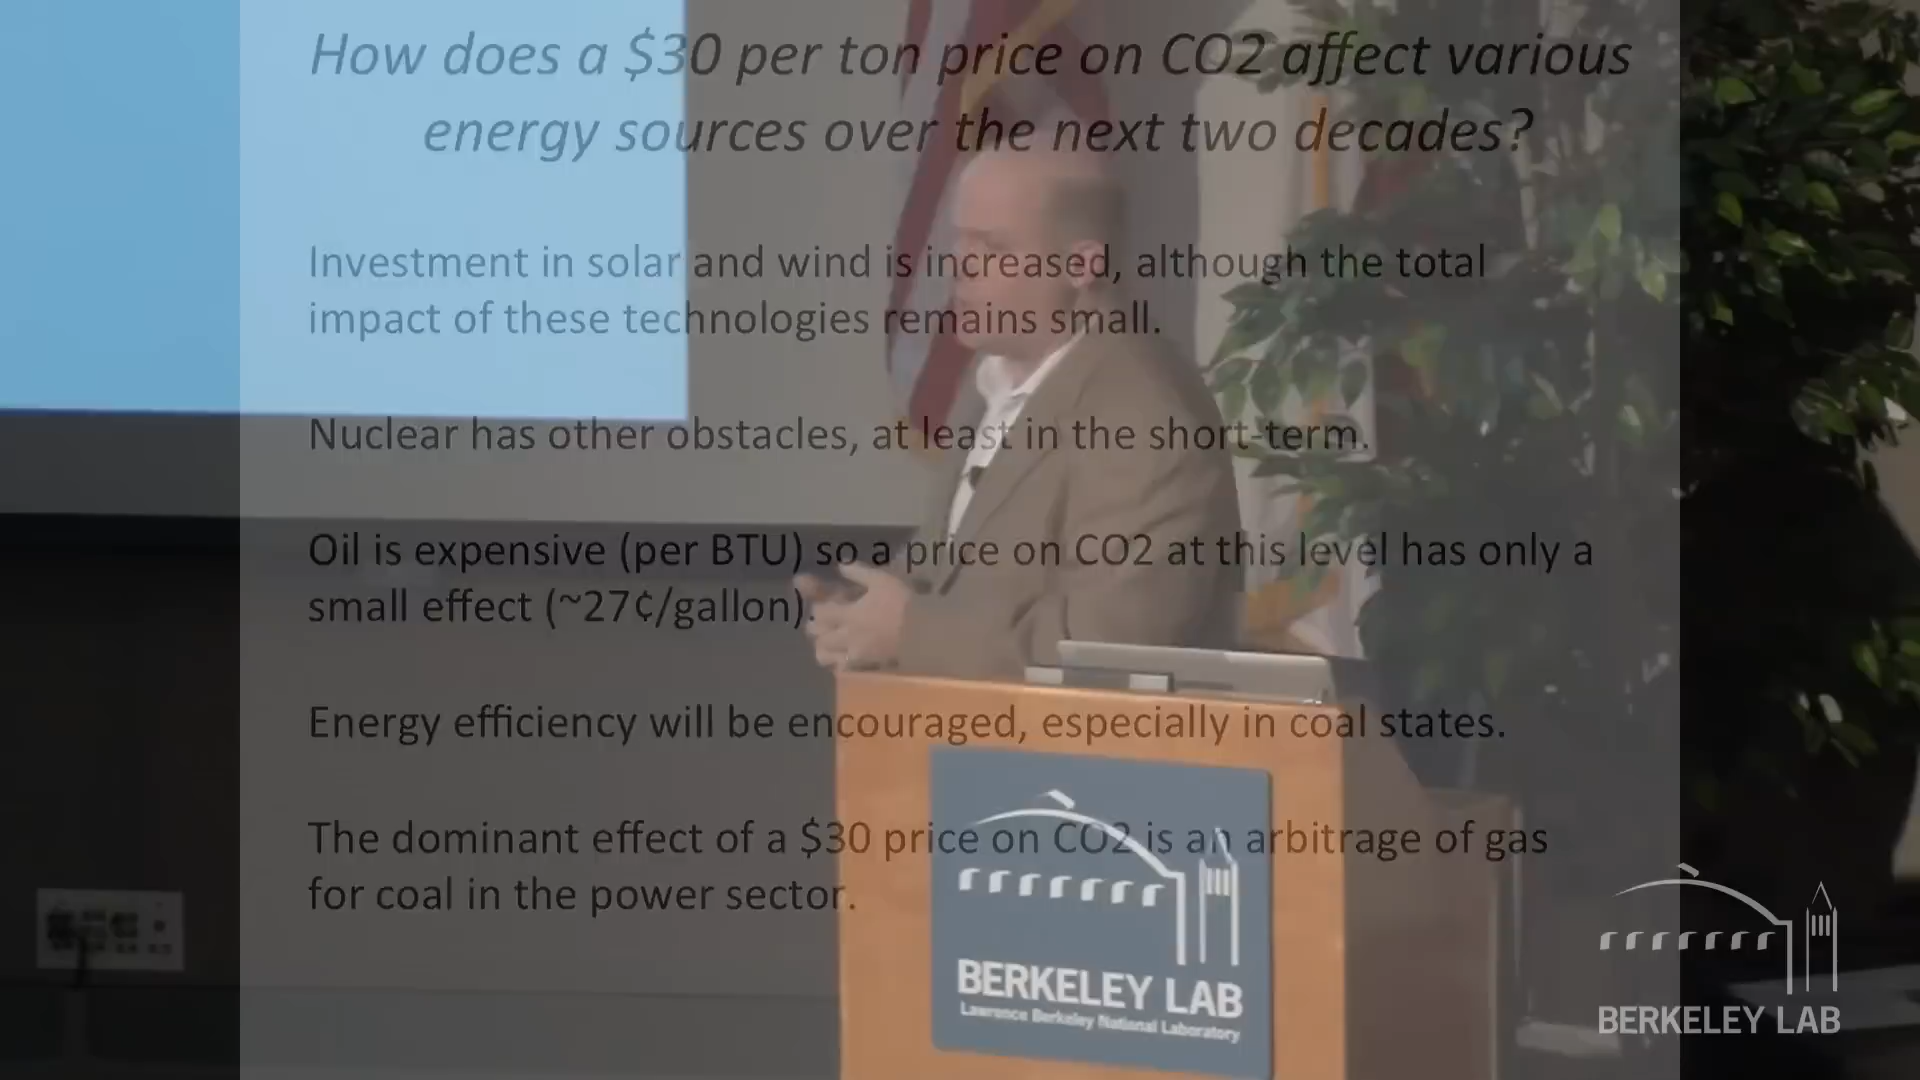 How does a $30 per ton price on CO2 affect various
energy sources over the next two decades?
Investment in solar and wind is increased, although the total
impact of these technologies remains small.
Nuclear has other obstacles, at least in the short-term.
Oil is expensive (per BTU) so a price on CO2 at this level has only a
small effect (~27¢/gallon).
Energy efficiency will be encouraged, especially in coal states.
The dominant effect of a $30 price on CO2 is an arbitrage of gas
for coal in the power sector.
BERKELEY LAB
Lawrence Berkeley National Laboratory
BERKELEY LAB